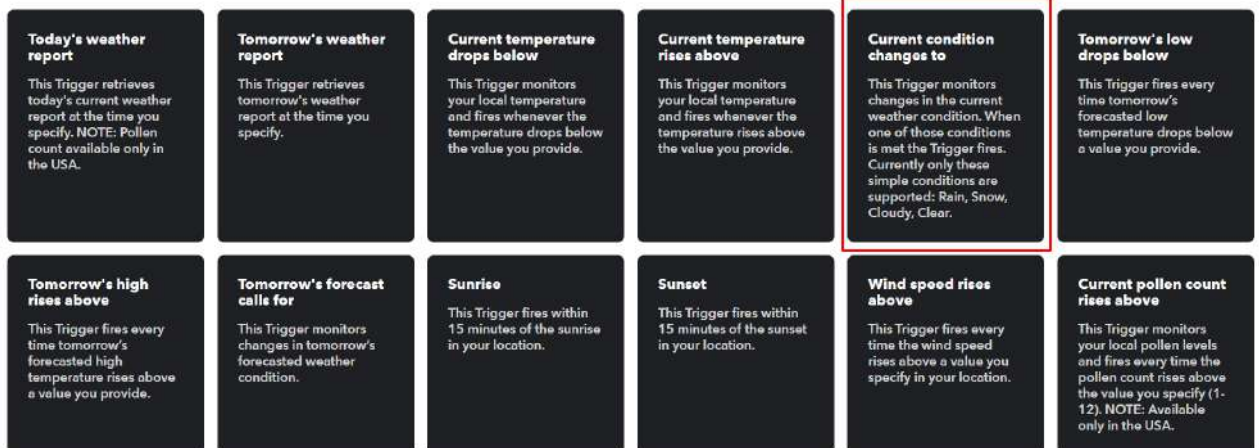 Today's weather
report
This Trigger retrieves
today's current weather
report at the time you
specify. NOTE: Pollen
count available only in
the USA.
Tomorrow's weather
report
This Trigger retrieves
tomorrow's weather
report at the time you
specify.
Current temperature
drops below
This Trigger monitors
your local temperature
and fires whenever the
temperature drops below
the value you provide.
Current temperature
rises above
This Trigger monitors
your local temperature
and fires whenever the
temperature rises above
the value you provide.
Current condition
changes to
This Trigger monitors
changes in the current
weather condition. When
one of those conditions
is met the Trigger fires.
Currently only these
simple conditions are
supported: Rain, Snow,
Cloudy, Clear.
Tomorrow's low
drops below
This Trigger fires every
time tomorrow's
forecasted low
temperature drops below
a value you provide.
Tomorrow's high
rises above
This Trigger fires every
time tomorrow's
forecasted high
temperature rises above
a value you provide.
Tomorrow's forecast
calls for
This Trigger monitors
changes in tomorrow's
forecasted weather
condition.
Sunrise
This Trigger fires within
15 minutes of the sunrise
in your location.
Sunset
This Trigger fires within
15 minutes of the sunset
in your location.
Wind speed rises
above
This Trigger fires every
time the wind speed
rises above a value you
specify in your location.
Current pollen count
rises above
This Trigger monitors
your local pollen levels
and fires every time the
pollen count rises above
the value you specify (1-
12). NOTE: Available
only in the USA.